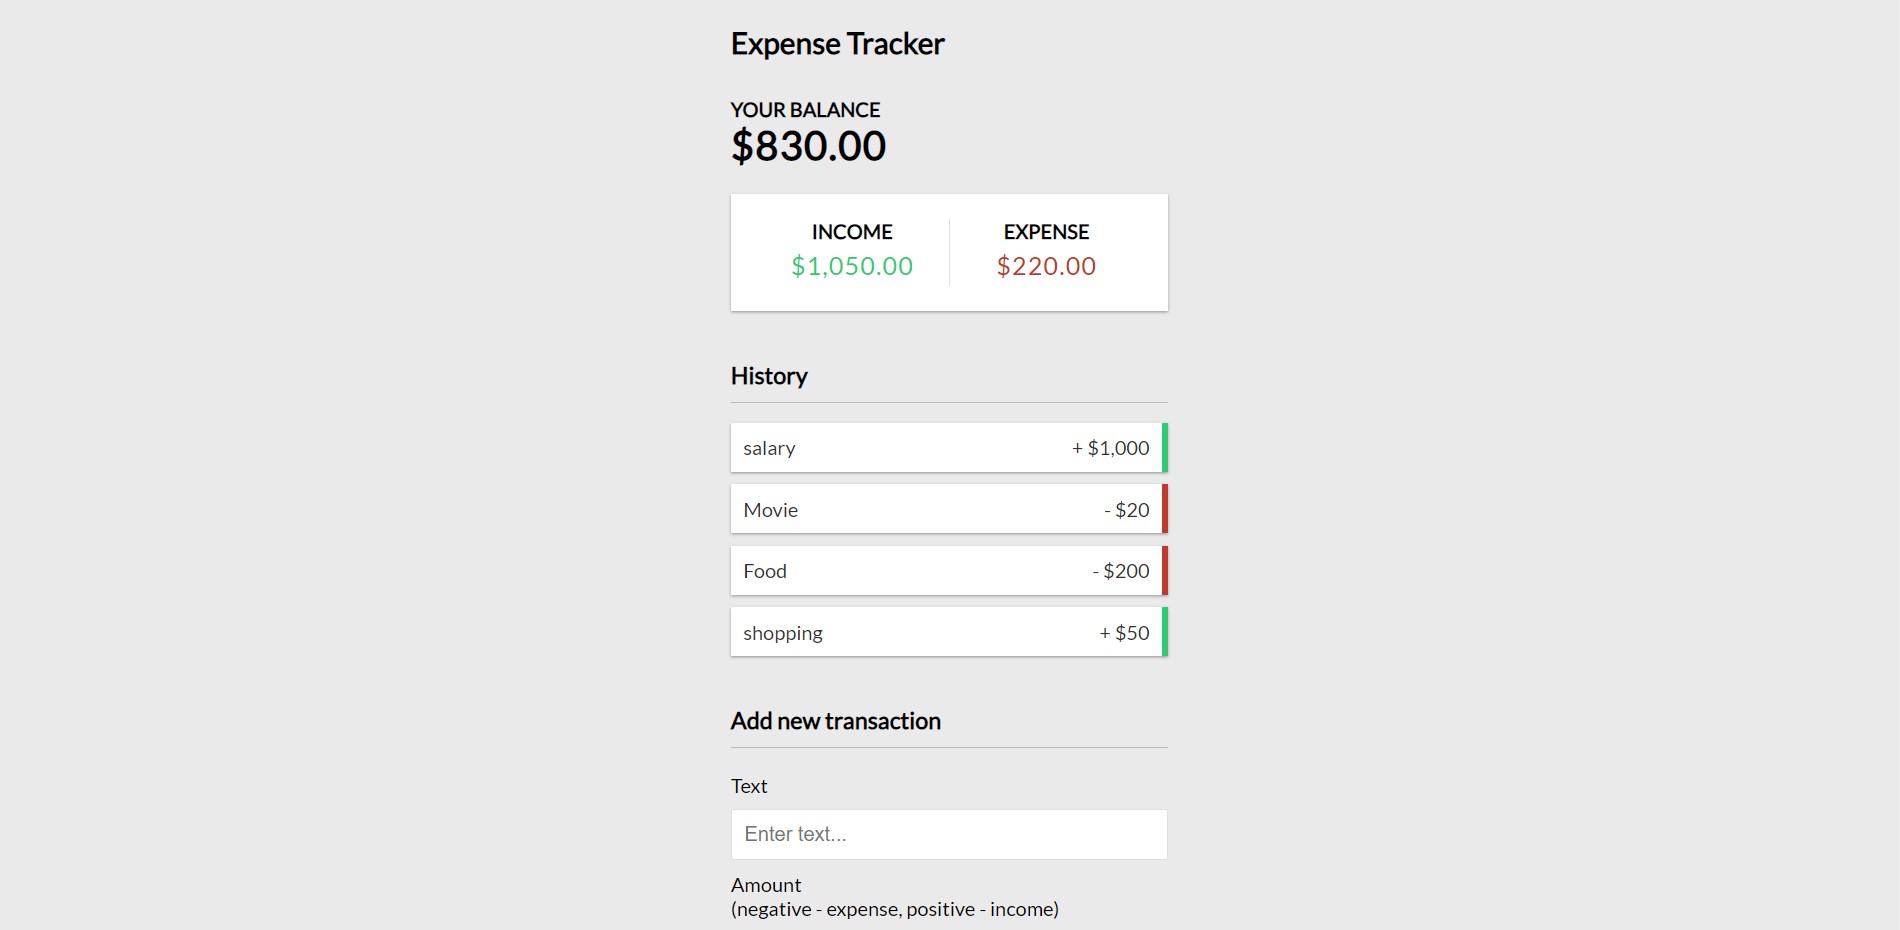 Expense Tracker
YOUR BALANCE
$830.00
INCOME
$1,050.00
EXPENSE
$220.00
History
salary + $1,000
Movie - $20
Food - $200
shopping + $50
Add new transaction
Text
Enter text...
Amount
(negative - expense, positive - income)